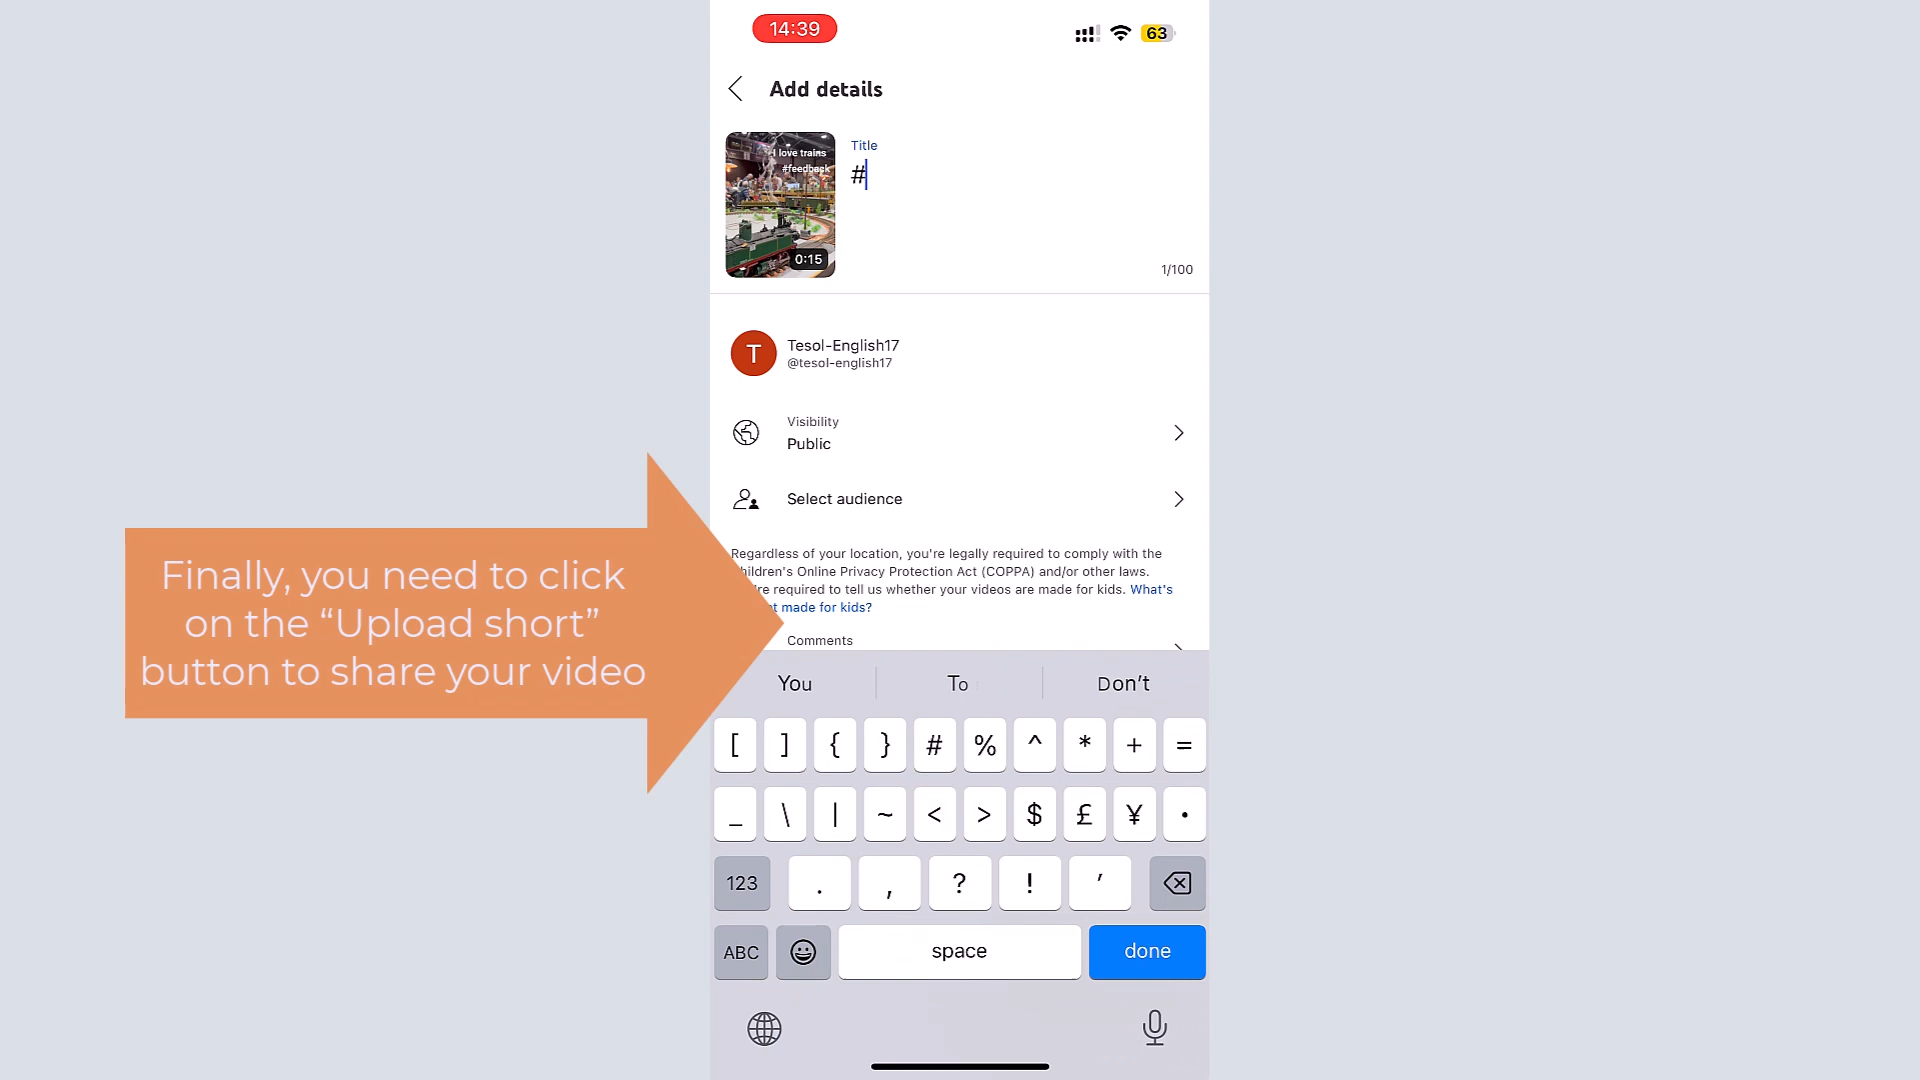 14:39
63
Add details
I love trains
#feedback
0:15
Title
#
1/100
T
Tesol-English17
@tesol-english17
Visibility
Public
Select audience
Regardless of your location, you're legally required to comply with the
hildren's Online Privacy Protection Act (COPPA) and/or other laws.
're required to tell us whether your videos are made for kids. What's
t made for kids?
Comments
Finally, you need to click
on the “Upload short”
button to share your video
You To Don’t
[ ] { } # % ^ * + =
_ \ | ~ < > $ £ ¥ •
123 . , ? ! ’
ABC space done